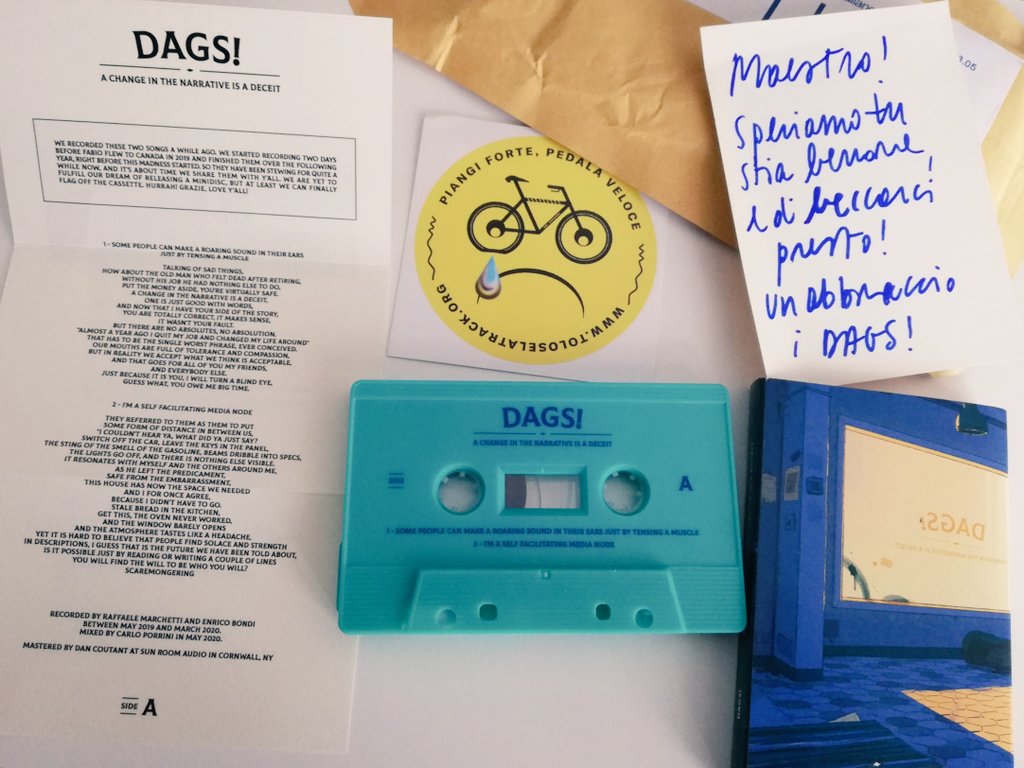 DAGS!
A CHANGE IN THE NARRATIVE IS A DECEIT
WE RECORDED THESE TWO SONGS A WHILE AGO. WE STARTED RECORDING TWO DAYS
BEFORE FABIO FLEW TO CANADA IN 2019 AND FINISHED THEM OVER THE FOLLOWING
YEAR, RIGHT BEFORE THIS MADNESS STARTED. SO THEY HAVE BEEN STEWING FOR QUITE A
WHILE NOW, AND IT'S ABOUT TIME WE SHARE THEM WITH Y'ALL. WE ARE YET TO
FULFILL OUR DREAM OF RELEASING A MINIDISC, BUT AT LEAST WE CAN FINALLY
FLAG OFF THE CASSETTE. HURRAH! GRAZIE, LOVE Y'ALL!
1 - SOME PEOPLE CAN MAKE A ROARING SOUND IN THEIR EARS
JUST BY TENSING A MUSCLE
TALKING OF SAD THINGS,
HOW ABOUT THE OLD MAN WHO FELT DEAD AFTER RETIRING,
WITHOUT HIS JOB HE HAD NOTHING ELSE TO DO,
PUT THE MONEY ASIDE, YOU'RE VIRTUALLY SAFE.
A CHANGE IN THE NARRATIVE IS A DECEIT,
ONE IS JUST GOOD WITH WORDS,
AND NOW THAT I HAVE YOUR SIDE OF THE STORY,
YOU ARE TOTALLY CORRECT, IT MAKES SENSE,
IT WASN'T YOUR FAULT.
BUT THERE ARE NO ABSOLUTES, NO ABSOLUTION.
"ALMOST A YEAR AGO I QUIT MY JOB AND CHANGED MY LIFE AROUND"
THAT HAS TO BE THE SINGLE WORST PHRASE, EVER CONCEIVED.
OUR MOUTHS ARE FULL OF TOLERANCE AND COMPASSION,
BUT IN REALITY WE ACCEPT WHAT WE THINK IS ACCEPTABLE.
AND THAT GOES FOR ALL OF YOU MY FRIENDS,
AND EVERYBODY ELSE.
JUST BECAUSE IT IS YOU, I WILL TURN A BLIND EYE,
GUESS WHAT, YOU OWE ME BIG TIME.
2 - I'M A SELF FACILITATING MEDIA NODE
THEY REFERRED TO THEM AS THEM TO PUT
SOME FORM OF DISTANCE IN BETWEEN US,
"I COULDN'T HEAR YA, WHAT DID YA JUST SAY?
SWITCH OFF THE CAR, LEAVE THE KEYS IN THE PANEL,
THE STING OF THE SMELL OF THE GASOLINE, BEAMS DRIBBLE INTO SPECS,
THE LIGHTS GO OFF, AND THERE IS NOTHING ELSE VISIBLE.
IT RESONATES WITH MYSELF AND THE OTHERS AROUND ME,
AS HE LEFT THE PREDICAMENT,
SAFE FROM THE EMBARRASSMENT,
THIS HOUSE HAS NOW THE SPACE WE NEEDED
AND I FOR ONCE AGREE,
BECAUSE I DIDN'T HAVE TO GO.
STALE BREAD IN THE KITCHEN,
GET THIS, THE OVEN NEVER WORKED,
AND THE WINDOW BARELY OPENS
AND THE ATMOSPHERE TASTES LIKE A HEADACHE.
YET IT IS HARD TO BELIEVE THAT PEOPLE FIND SOLACE AND STRENGTH
IN DESCRIPTIONS, I GUESS THAT IS THE FUTURE WE HAVE BEEN TOLD ABOUT,
IS IT POSSIBLE JUST BY READING OR WRITING A COUPLE OF LINES
YOU WILL FIND THE WILL TO BE WHO YOU WILL?
SCAREMONGERING
RECORDED BY RAFFAELE MARCHETTI AND ENRICO BONDI
BETWEEN MAY 2019 AND MARCH 2020.
MIXED BY CARLO PORRINI IN MAY 2020.
MASTERED BY DAN COUTANT AT SUN ROOM AUDIO IN CORNWALL, NY
SIDE A
PIANGI FORTE, PEDALA VELOCE
WWW.TOLOSELATRACK.ORG
Maestro!
Speriamo tu
stia benone,
e di beccarci
presto!
un abbraccio
i DAGS!
DAGS!
A CHANGE IN THE NARRATIVE IS A DECEIT
SIDE A
1 - SOME PEOPLE CAN MAKE A ROARING SOUND IN THEIR EARS JUST BY TENSING A MUSCLE
2 - I'M A SELF FACILITATING MEDIA NODE
DAGS!
A CHANGE IN THE NARRATIVE IS A DECEIT
DAGS!